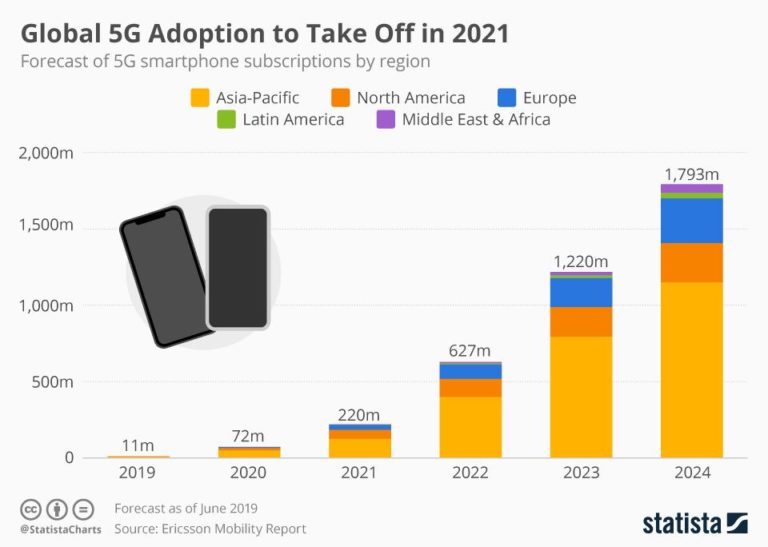 Global 5G Adoption to Take Off in 2021
Forecast of 5G smartphone subscriptions by region
Asia-Pacific North America Europe
Latin America Middle East & Africa
2,000m
1,793m
1,500m
1,220m
1,000m
627m
500m
220m
72m
11m
0
2019 2020 2021 2022 2023 2024
Forecast as of June 2019
@StatistaCharts Source: Ericsson Mobility Report
statista